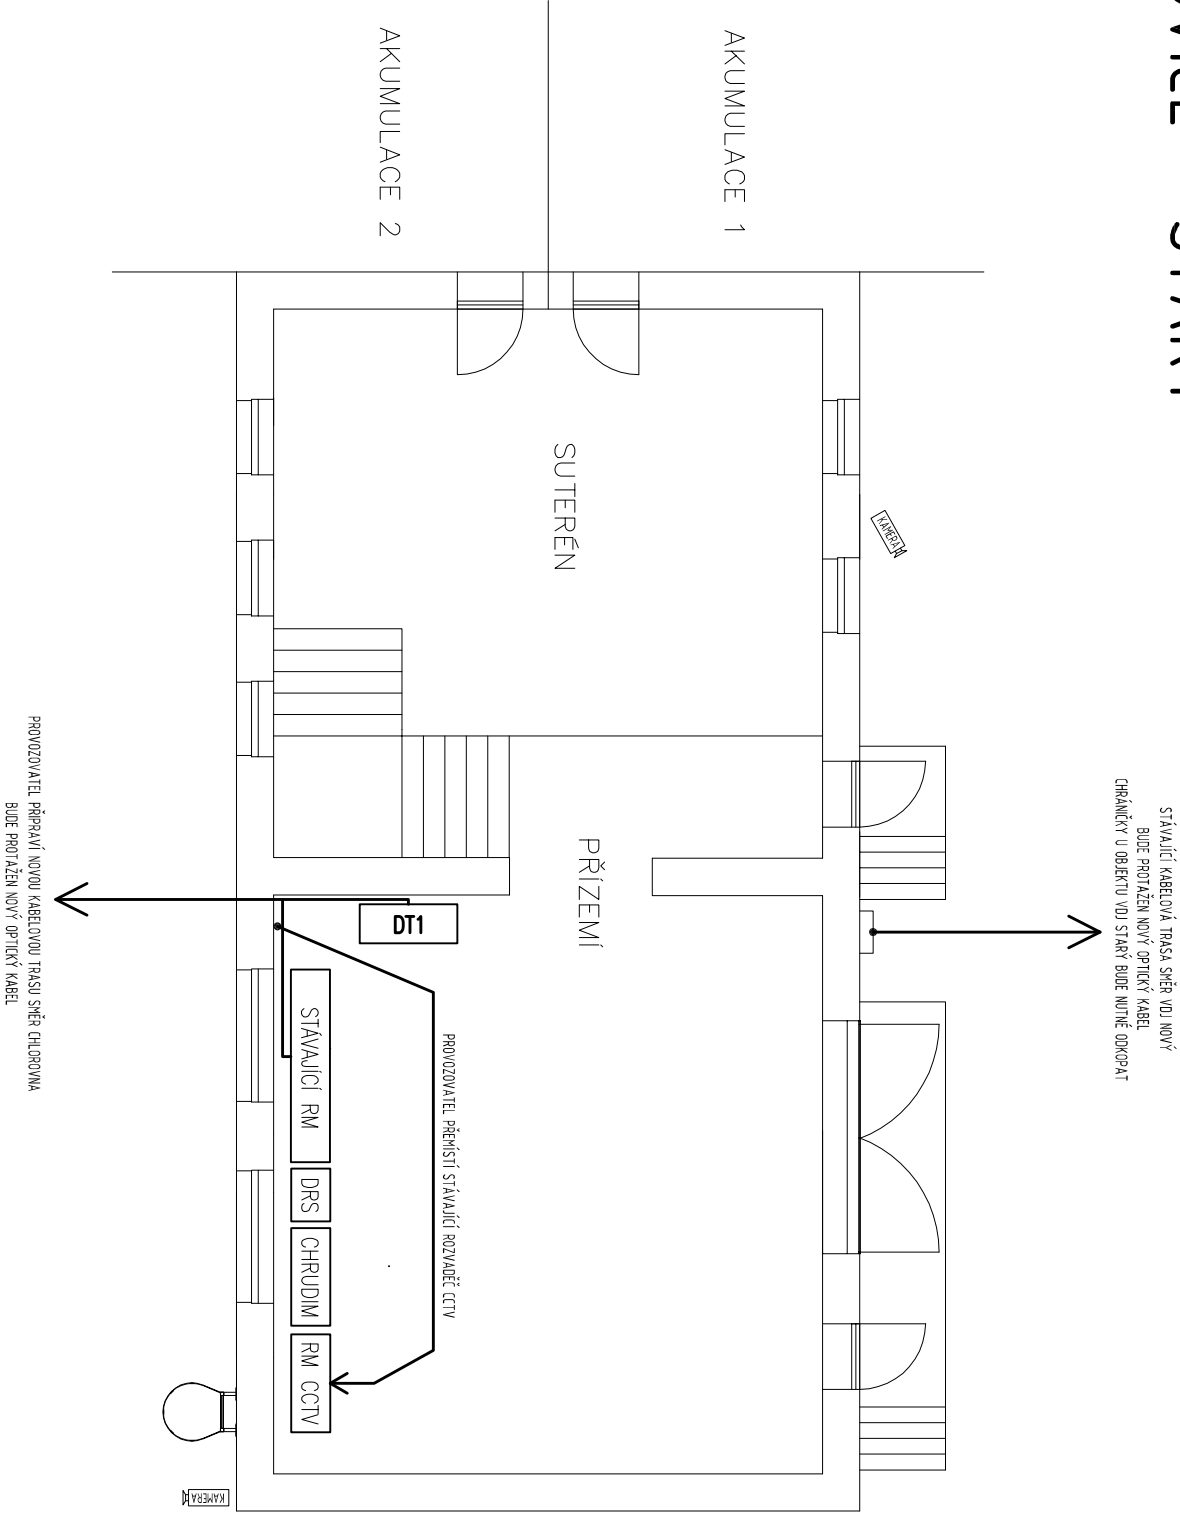 STARÝ
STÁVAJÍCÍ KABELOVÁ TRASA SMĚR VDJ NOVÝ
BUDE PROTAŽEN NOVÝ OPTICKÝ KABEL
CHRÁNIČKY U OBJEKTU VDJ STARÝ BUDE NUTNÉ ODKOPAT
KAMERA
AKUMULACE 1
SUTERÉN
PŘÍZEMÍ
AKUMULACE 2
DT1
PROVOZOVATEL PŘEMÍSTÍ STÁVAJÍCÍ ROZVADĚČ CCTV
STÁVAJÍCÍ RM
DRS
CHRUDIM
RM CCTV
KAMERA
PROVOZOVATEL PŘIPRAVÍ NOVOU KABELOVOU TRASU SMĚR CHLOROVNA
BUDE PROTAŽEN NOVÝ OPTICKÝ KABEL